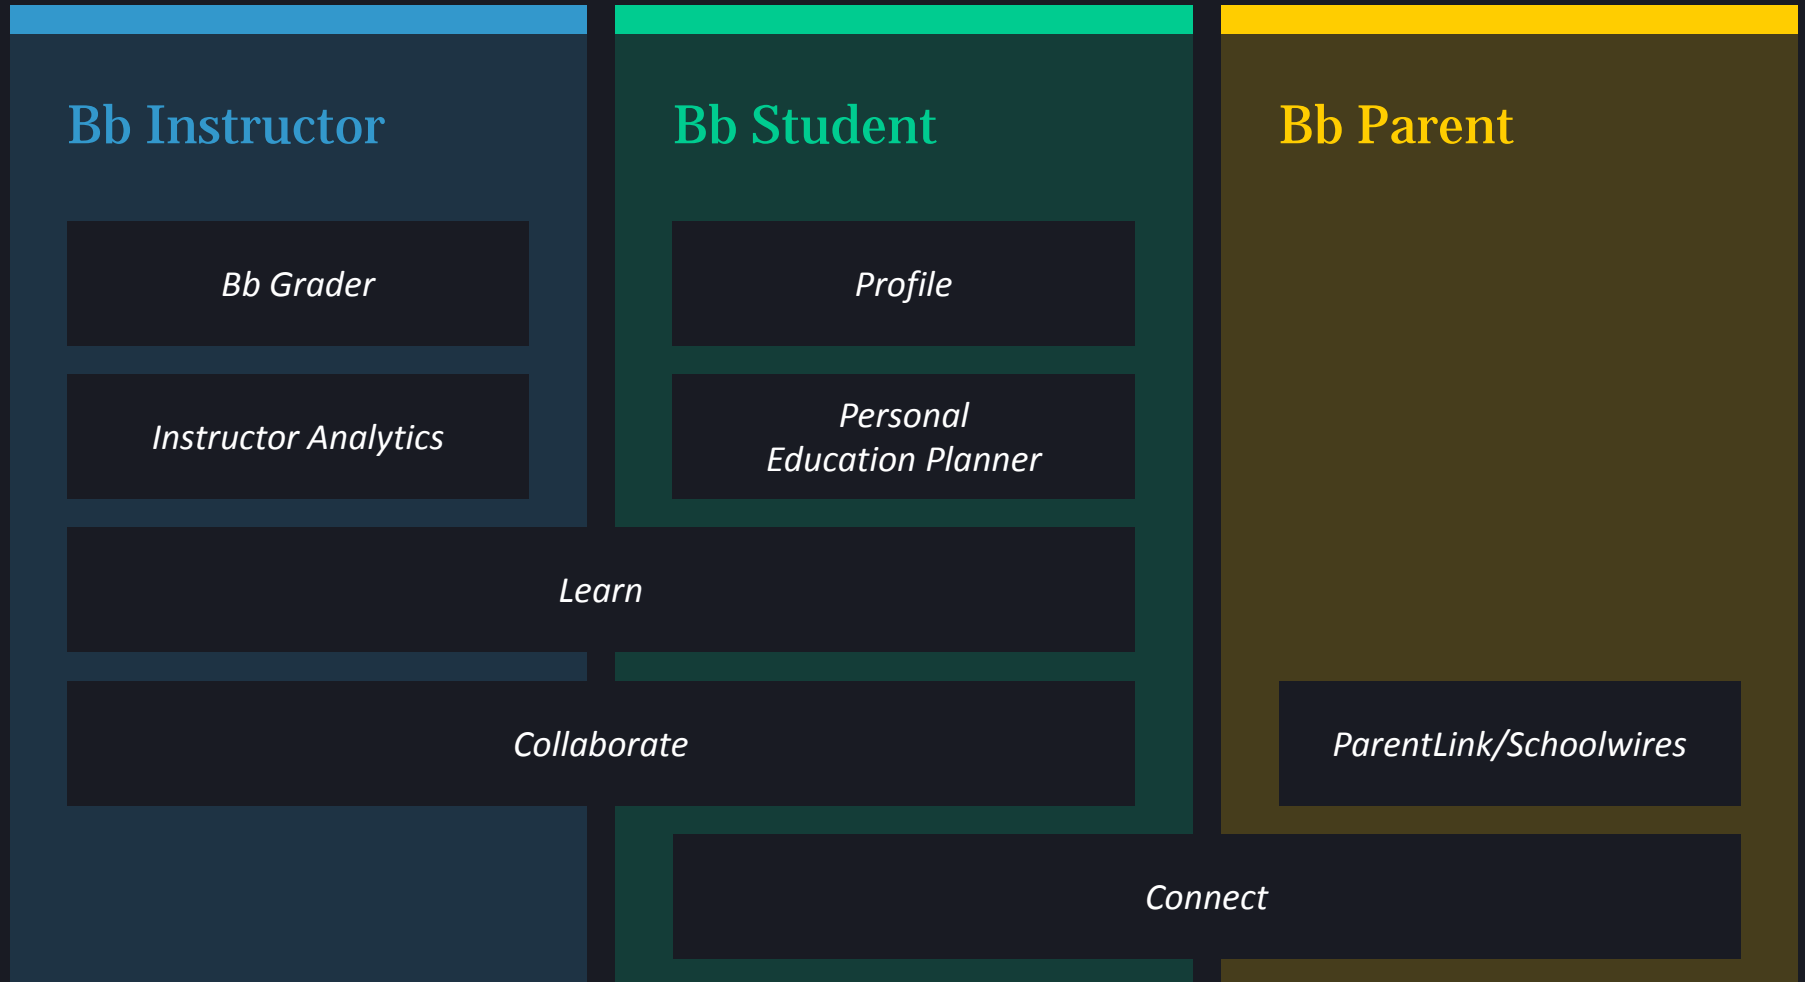 Bb Instructor
Bb Grader
Instructor Analytics
Bb Student
Profile
Personal
Education Planner
Learn
Collaborate
Bb Parent
ParentLink/Schoolwires
Connect